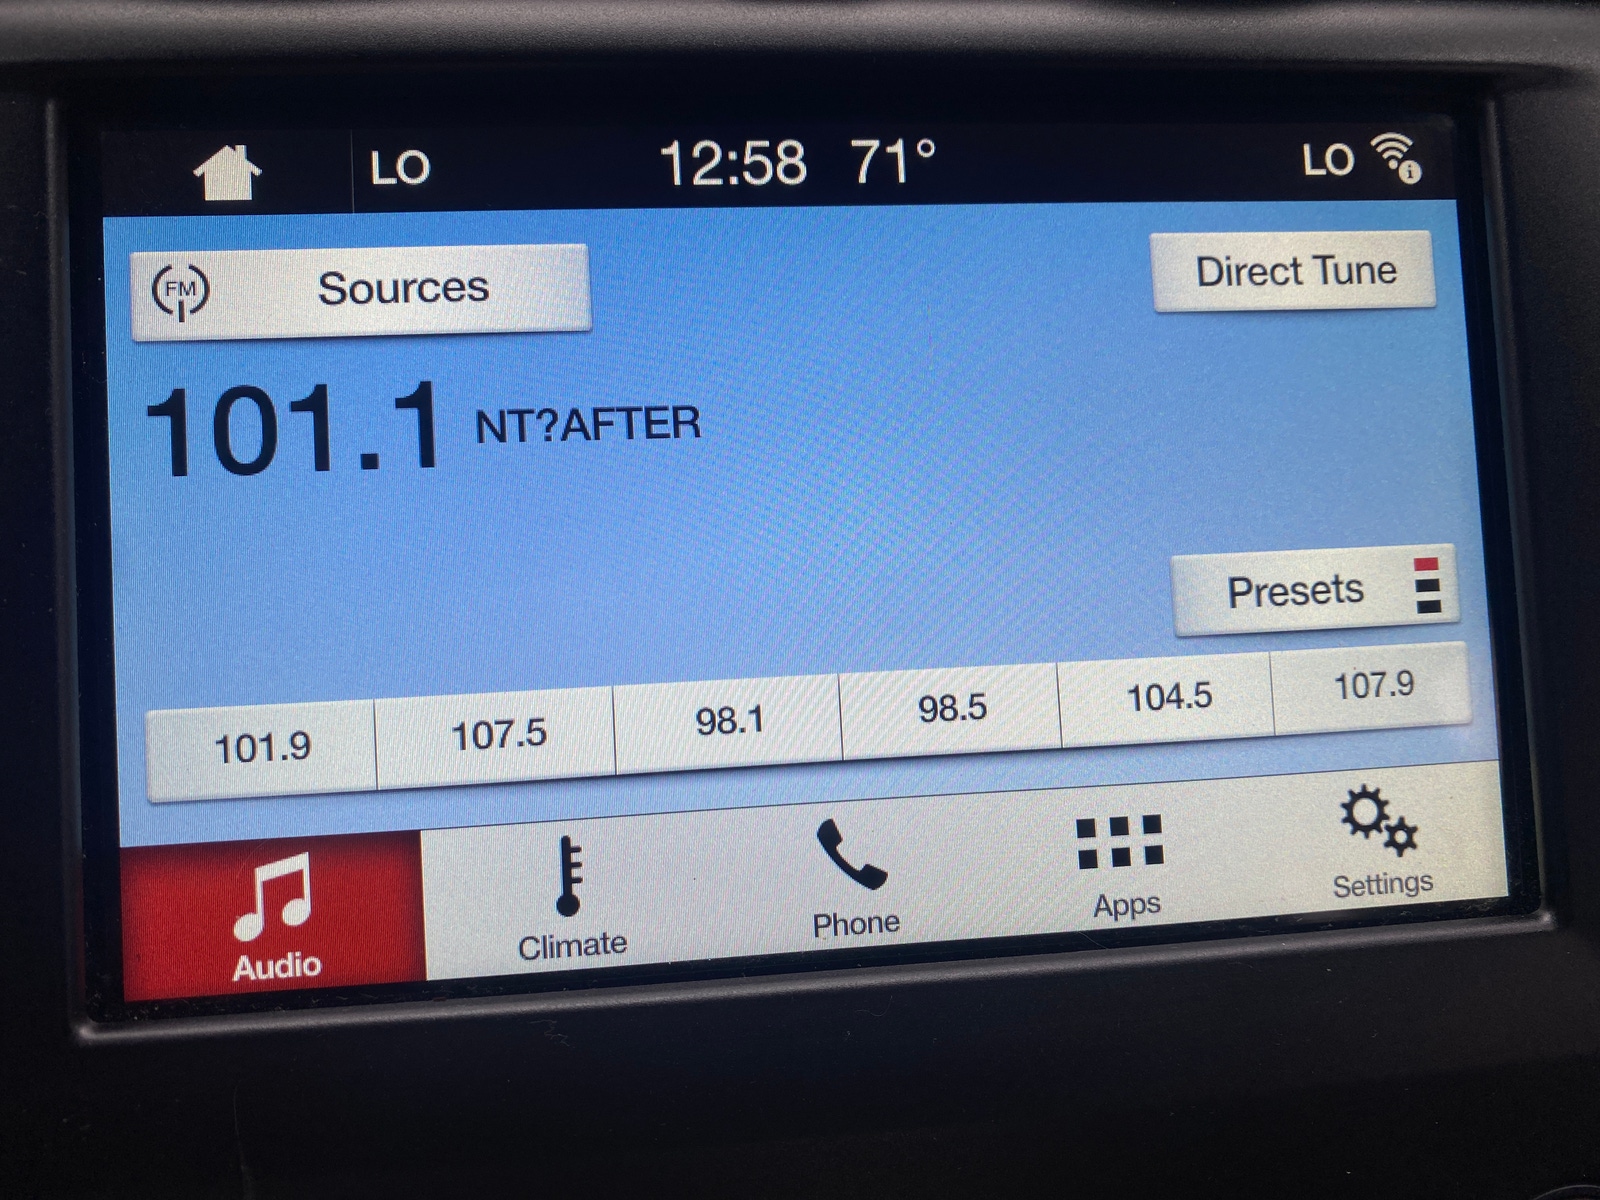 LO 12:58 71° LO
FM Sources Direct Tune
101.1 NT?AFTER
Presets
101.9 107.5 98.1 98.5 104.5 107.9
Audio Climate Phone Apps Settings